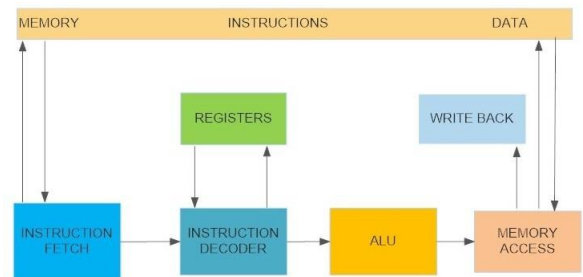 MEMORY INSTRUCTIONS DATA
REGISTERS
WRITE BACK
INSTRUCTION
FETCH
INSTRUCTION
DECODER
ALU
MEMORY
ACCESS